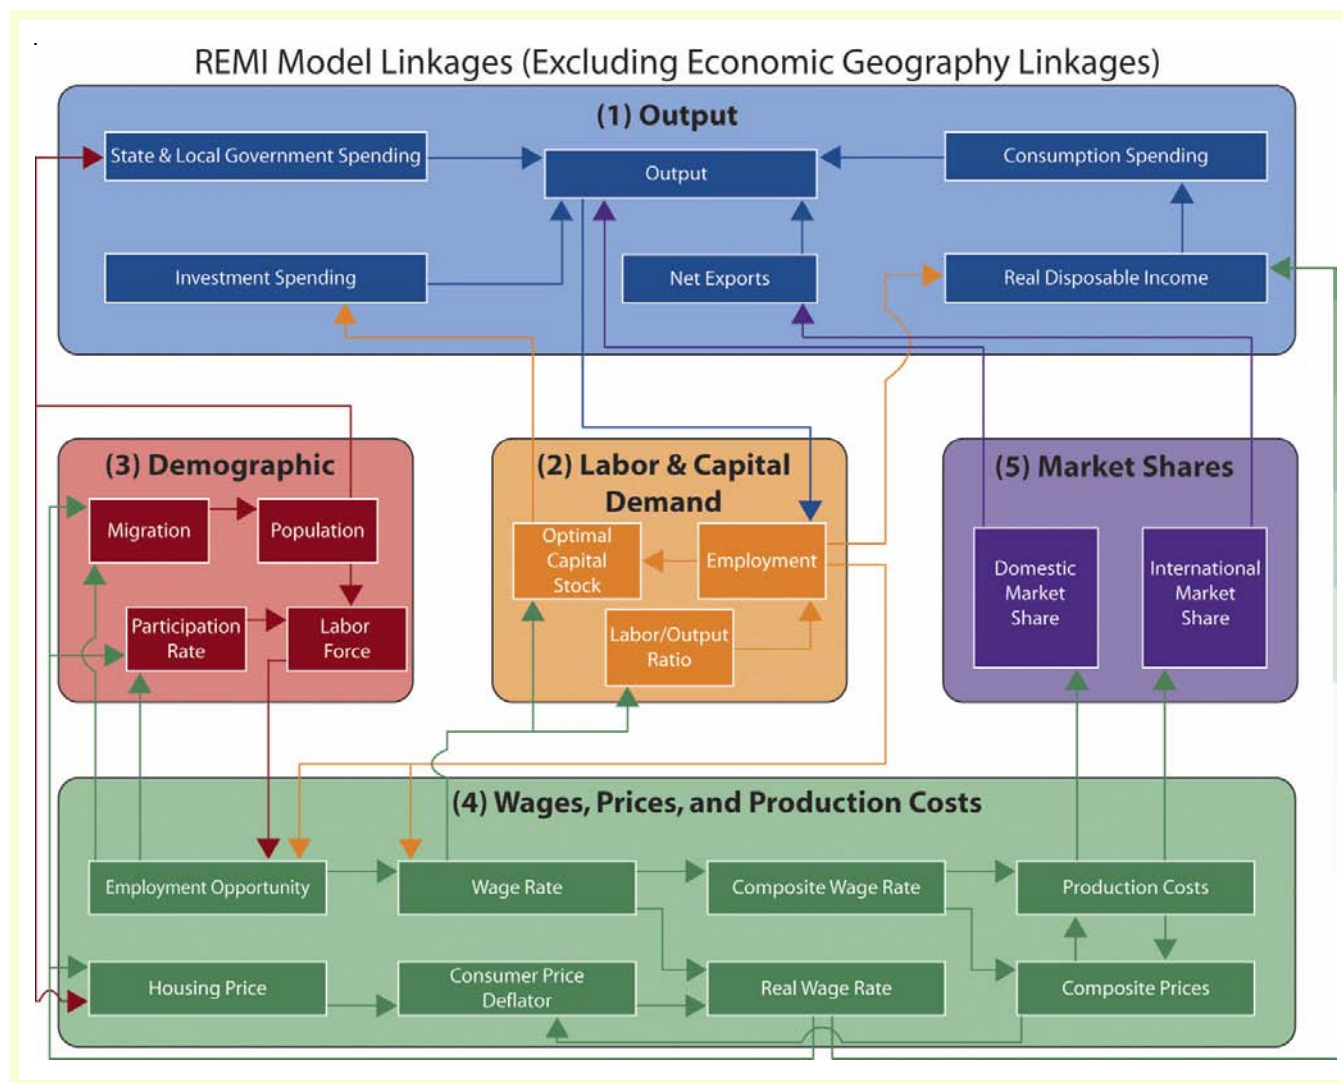 REMI Model Linkages (Excluding Economic Geography Linkages)
(1) Output
State & Local Government Spending
Output
Consumption Spending
Investment Spending
Net Exports
Real Disposable Income
(3) Demographic
Migration
Population
Participation
Rate
Labor
Force
(2) Labor & Capital
Demand
Optimal
Capital
Stock
Employment
Labor/Output
Ratio
(5) Market Shares
Domestic
Market
Share
International
Market
Share
(4) Wages, Prices, and Production Costs
Employment Opportunity
Wage Rate
Composite Wage Rate
Production Costs
Housing Price
Consumer Price
Deflator
Real Wage Rate
Composite Prices